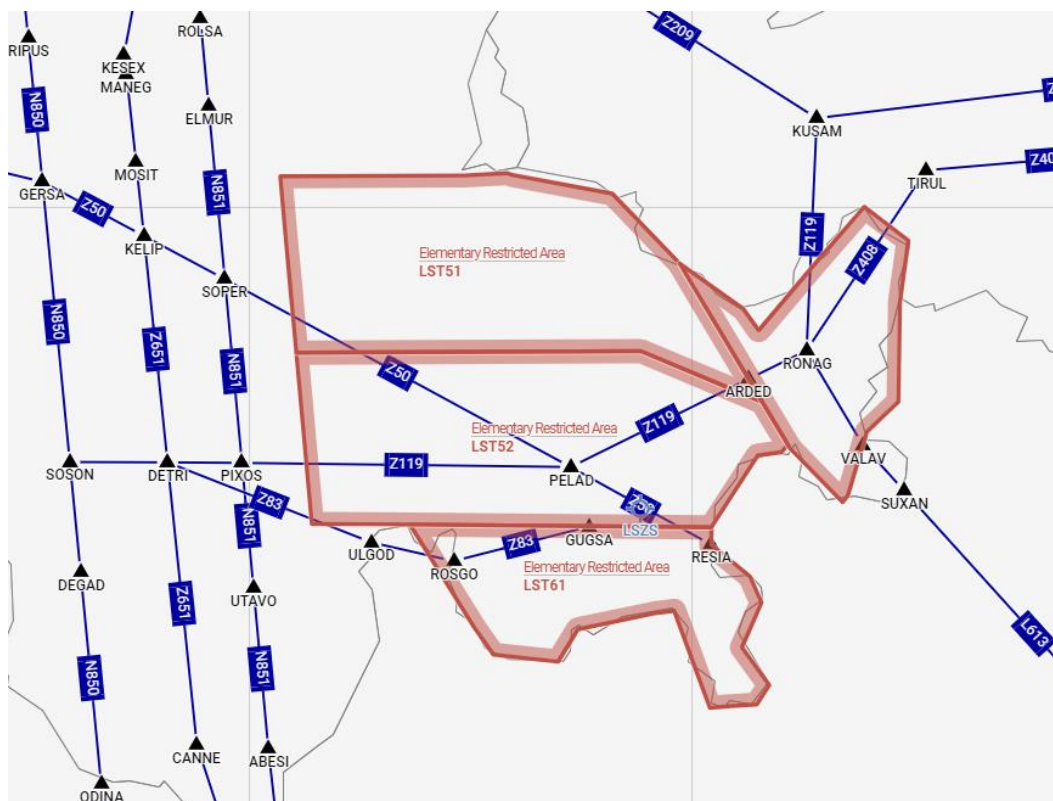 ROLSA
Z209
RIPUS
KESEX
MANEG
N850
ELMUR
KUSAM
MOSIT
TIRUL
Z40
GERSA
N851
Z50
Z119
KELIP
Elementary Restricted Area
LST51
Z408
SOPER
N850
Z651
RONAG
N851
Z50
ARDED
Elementary Restricted Area
LST52
Z119
VALAV
SOSON
DETRI
PIXOS
Z119
PELAD
SUXAN
Z83
Z50
N851
LSZS
GUGSA
Z83
ULGOD
RESIA
ROSGO
Elementary Restricted Area
LST61
DEGAD
UTAVO
Z651
L613
N850
N851
CANNE
ABESI
ODINA